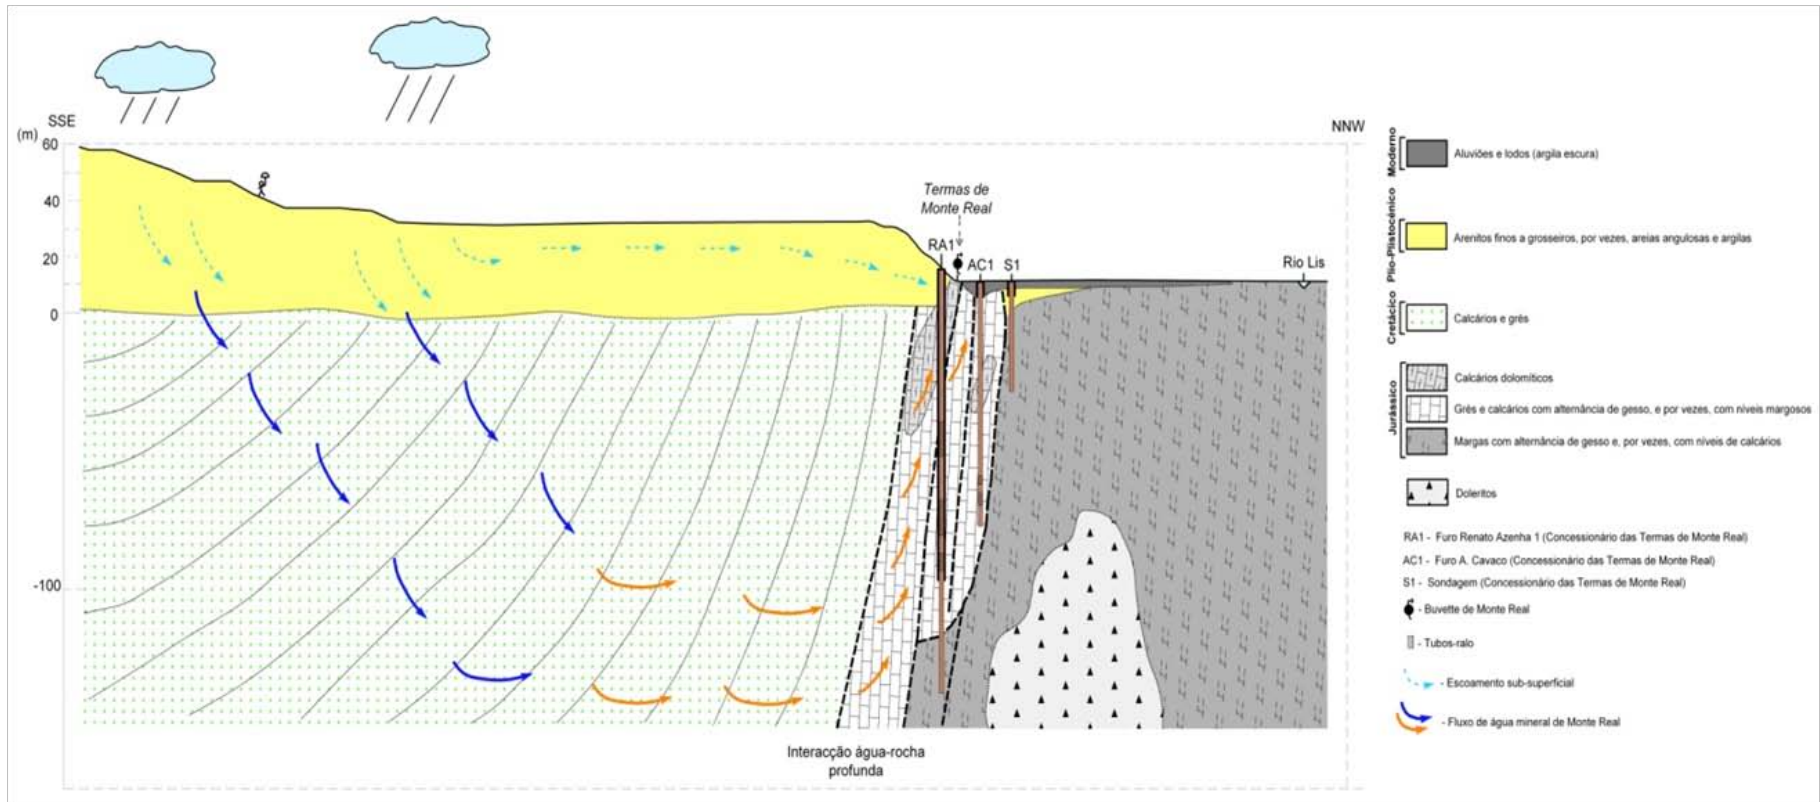 SSE
(m)
60
40
20
0
-100
NNW
Termas de
Monte Real
RA1
AC1
S1
Rio Lis
Interacção água-rocha
profunda
Moderno
Aluviões e lodos (argila escura)
Plio-Plistocénico
Arenitos finos a grosseiros, por vezes, areias angulosas e argilas
Cretácico
Calcários e grés
Jurássico
Calcários dolomíticos
Grés e calcários com alternância de gesso, e por vezes, com níveis margosos
Margas com alternância de gesso e, por vezes, com níveis de calcários
Doleritos
RA1 - Furo Renato Azenha 1 (Concessionário das Termas de Monte Real)
AC1 - Furo A. Cavaco (Concessionário das Termas de Monte Real)
S1 - Sondagem (Concessionário das Termas de Monte Real)
- Buvette de Monte Real
- Tubos-ralo
- Escoamento sub-superficial
- Fluxo de água mineral de Monte Real